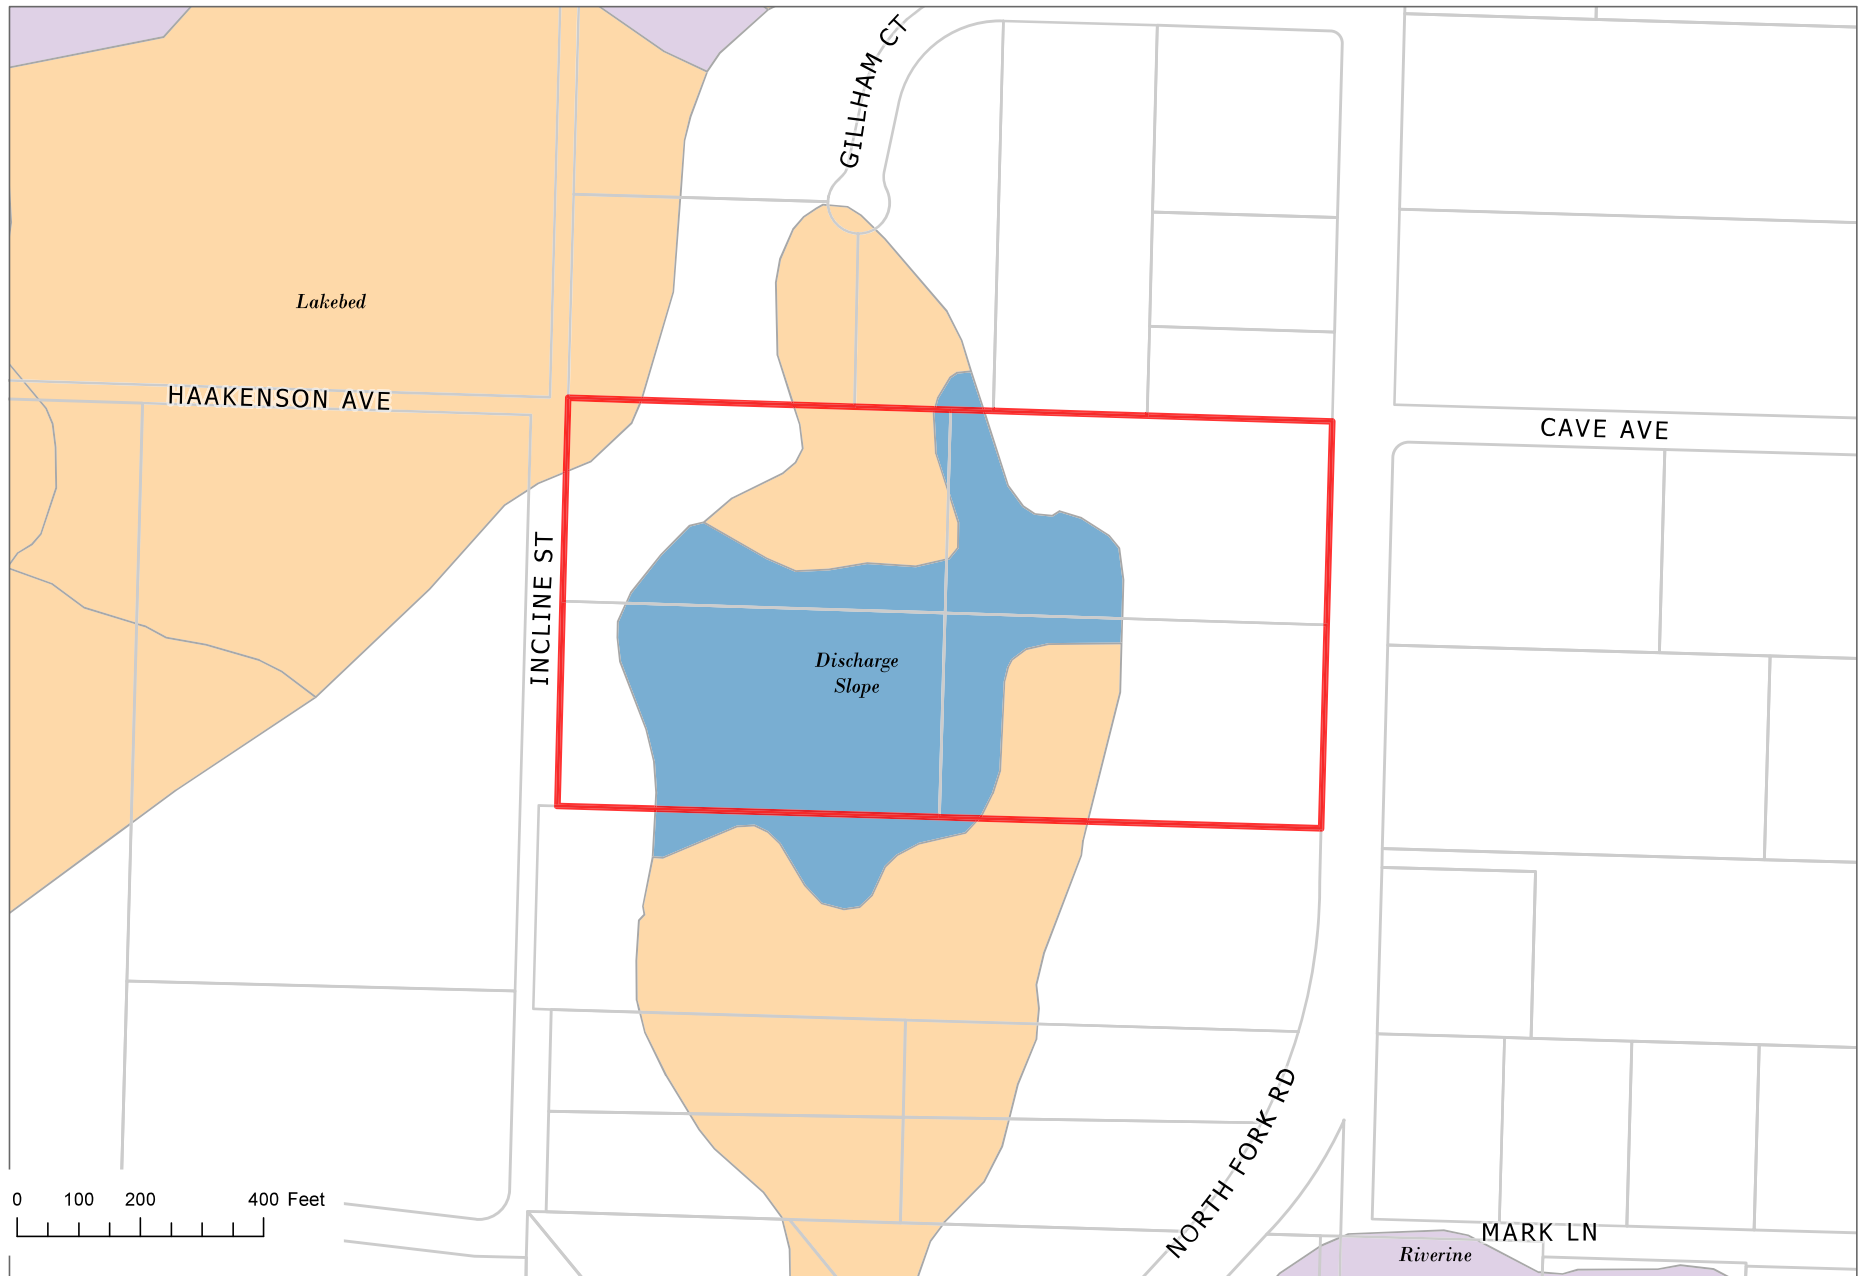 GILLHAM CT
Lakebed
HAAKENSON AVE
CAVE AVE
INCLINE ST
Discharge
Slope
NORTH FORK RD
0 100 200 400 Feet
MARK LN
Riverine